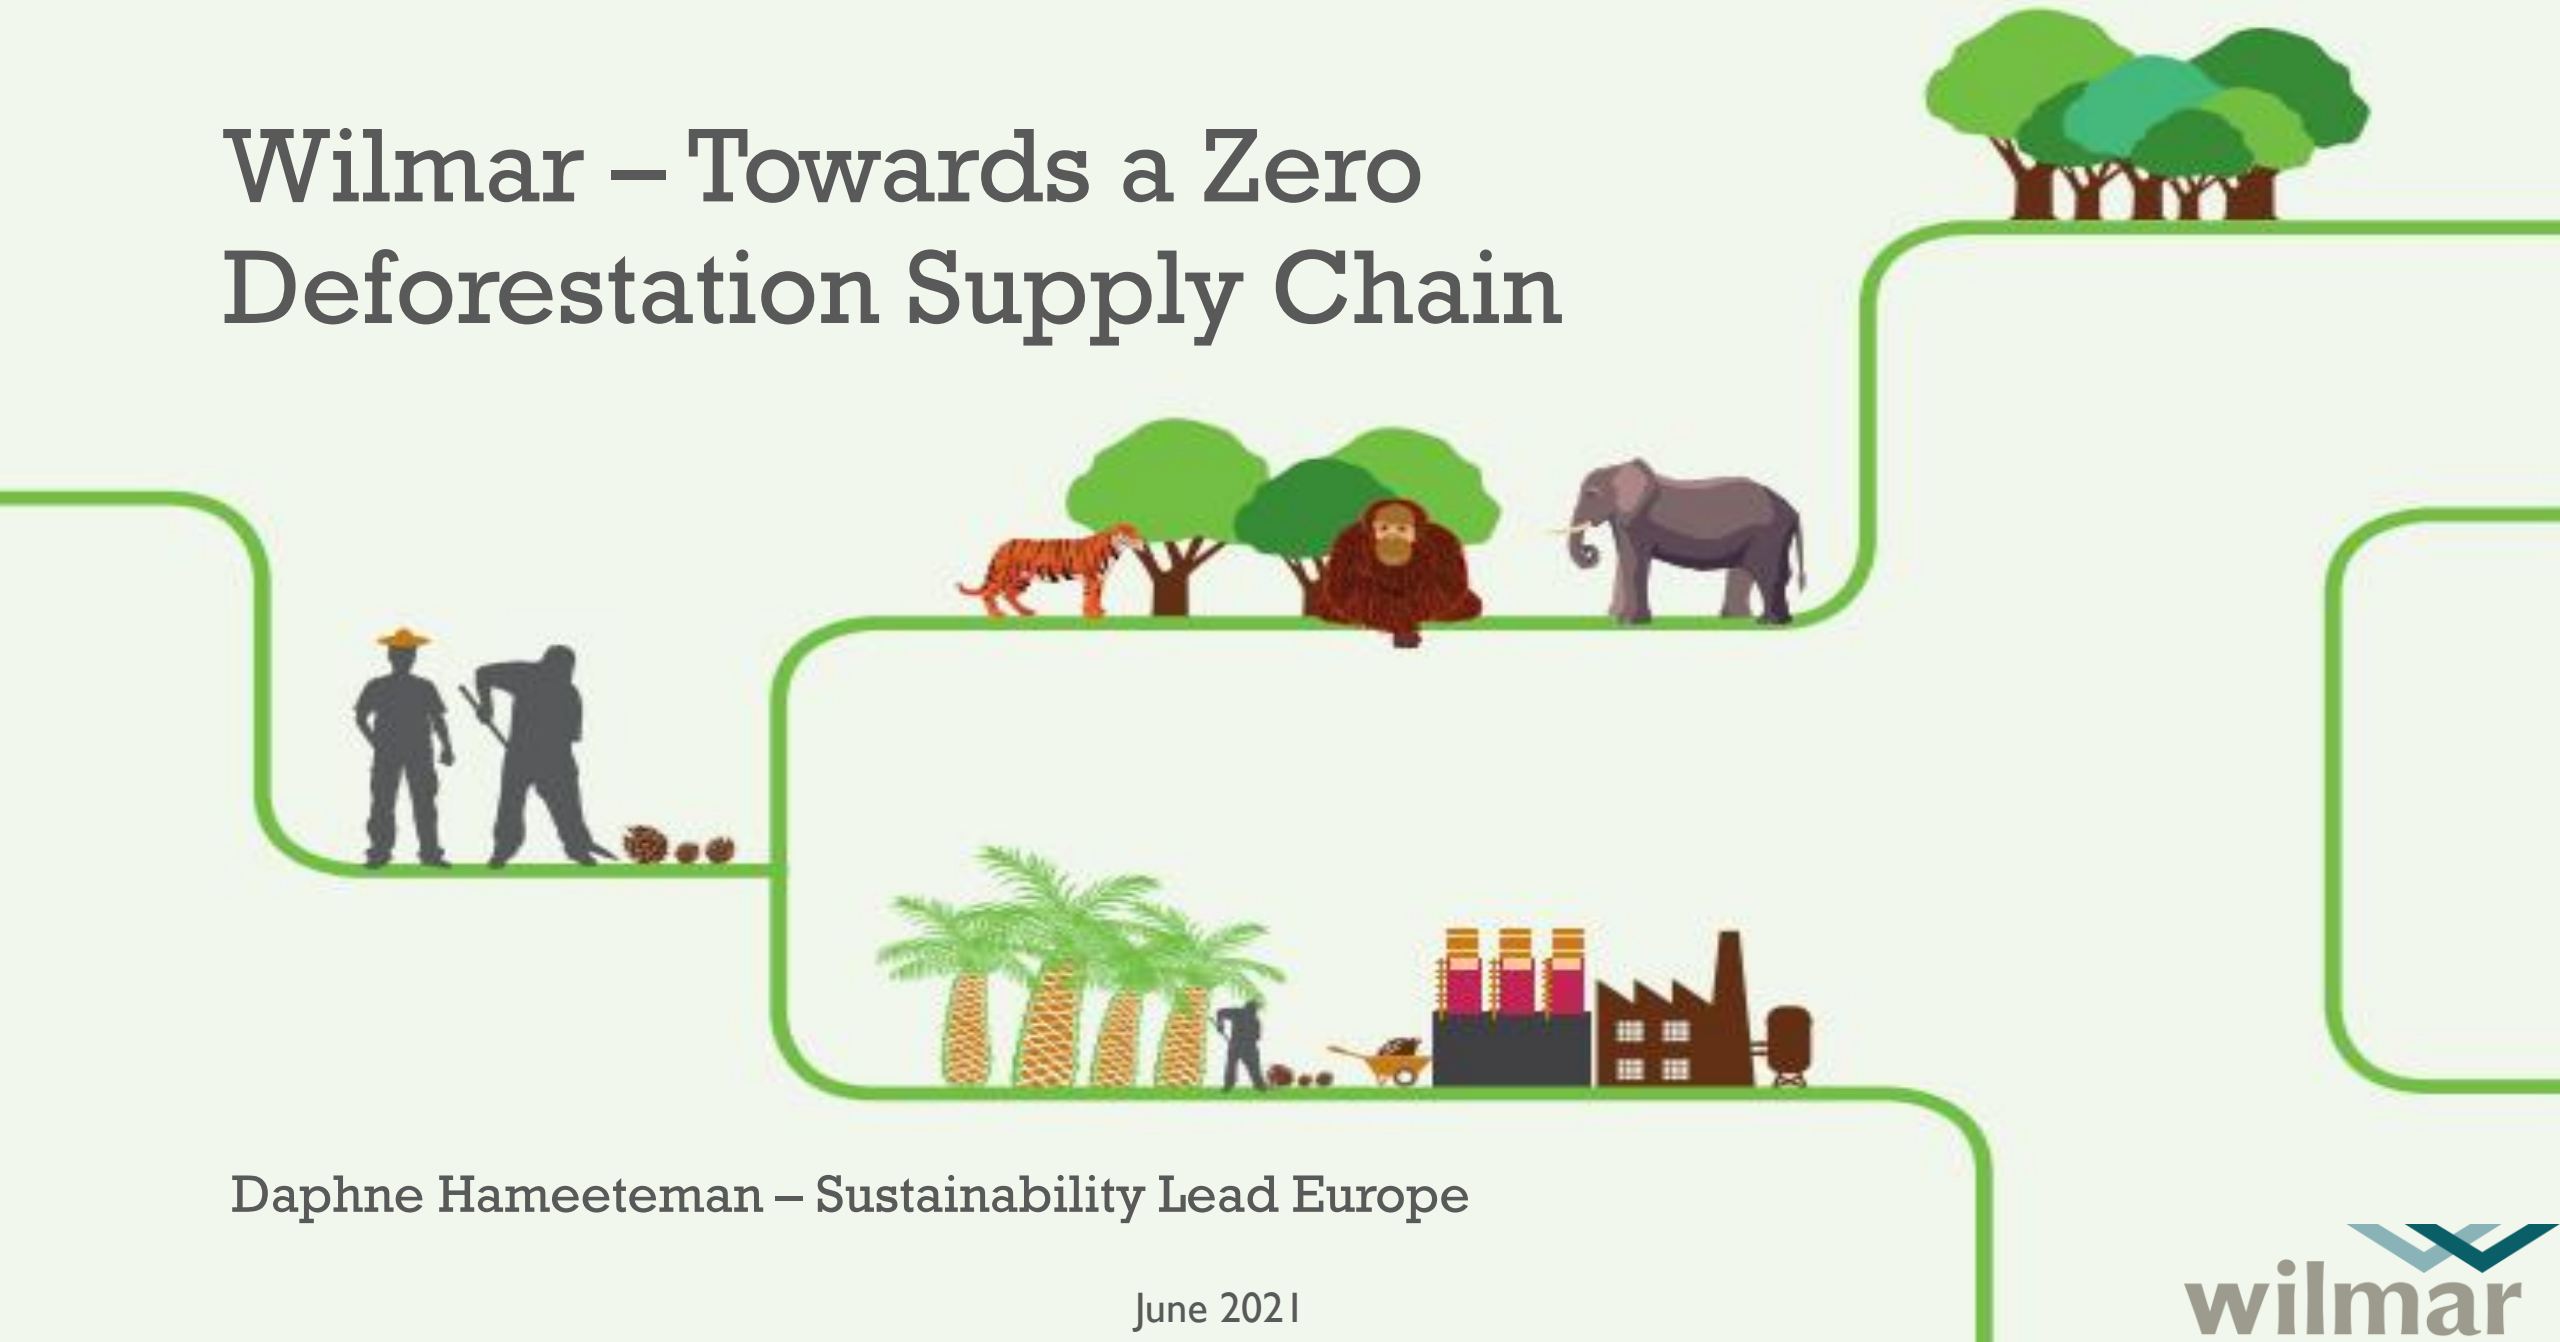 Wilmar – Towards a Zero
Deforestation Supply Chain
Daphne Hameeteman – Sustainability Lead Europe
June 2021
wilmar